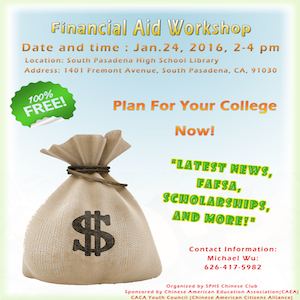 Financial Aid Workshop
Date and time : Jan.24, 2016, 2-4 pm
Location: South Pasadena High School Library
Address: 1401 Fremont Avenue, South Pasadena, CA, 91030
100%
FREE!
Plan For Your College
Now!
"LATEST NEWS,
FAFSA,
SCHOLARSHIPS,
AND MORE!"
$
Contact Information:
Michael Wu:
626-417-5982
Organized by SPHS Chinese Club
Sponsored by Chinese American Education Association(CAEA)
CACA Youth Council (Chinese American Citizens Alliance)